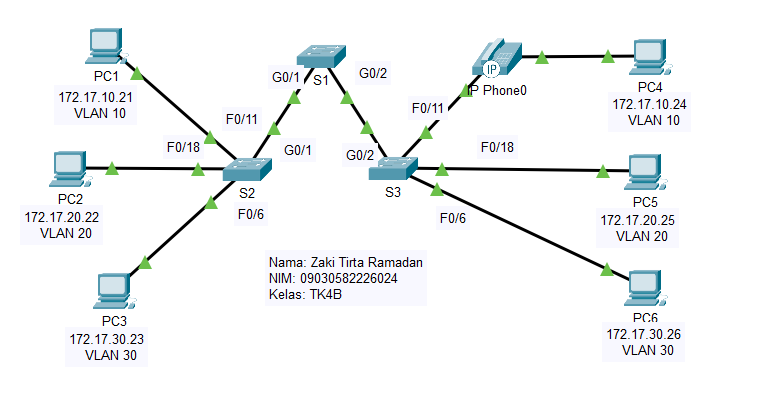 PC1
172.17.10.21
VLAN 10
F0/11
F0/18
G0/1
S1
G0/2
G0/1
S2
F0/6
PC2
172.17.20.22
VLAN 20
PC3
172.17.30.23
VLAN 30
IP
IP Phone0
F0/11
PC4
172.17.10.24
VLAN 10
G0/2
S3
F0/18
F0/6
PC5
172.17.20.25
VLAN 20
PC6
172.17.30.26
VLAN 30
Nama: Zaki Tirta Ramadan
NIM: 09030582226024
Kelas: TK4B